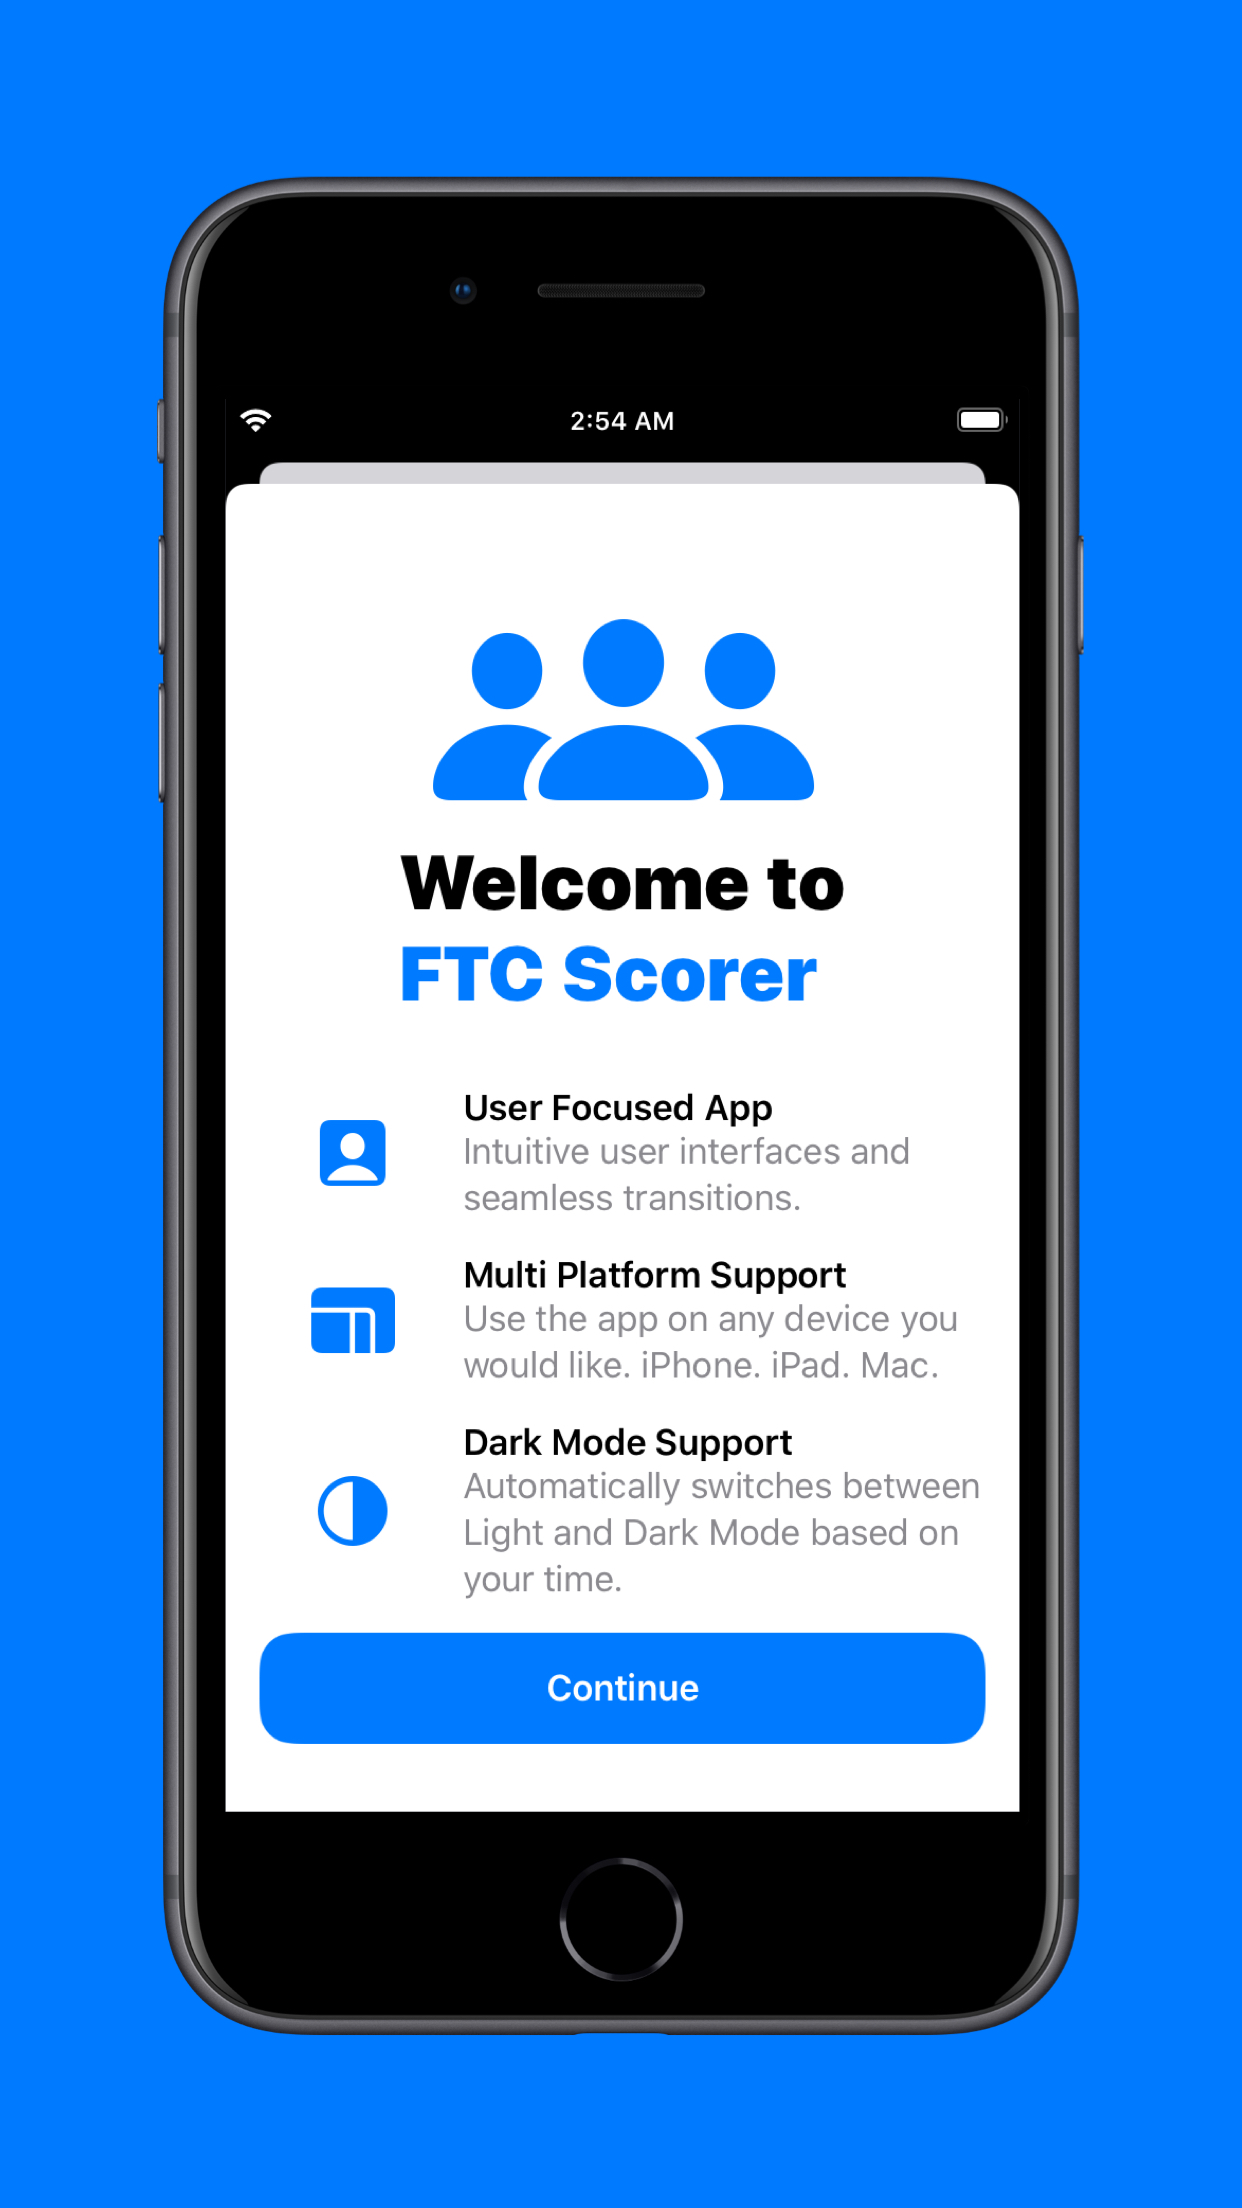 2:54 AM
Welcome to
FTC Scorer
User Focused App
Intuitive user interfaces and
seamless transitions.
Multi Platform Support
Use the app on any device you
would like. iPhone. iPad. Mac.
Dark Mode Support
Automatically switches between
Light and Dark Mode based on
your time.
Continue